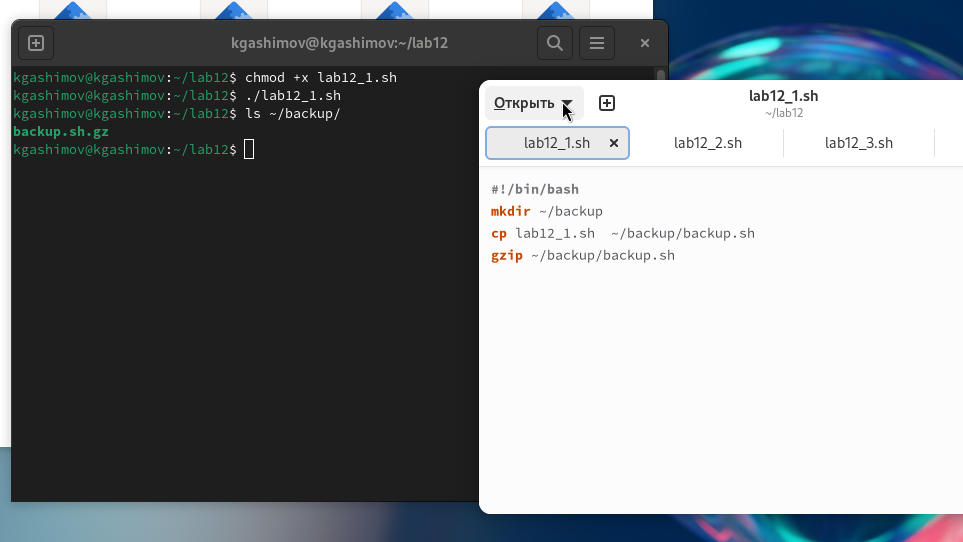 kgashimov@kgashimov:~/lab12
kgashimov@kgashimov:~/lab12$ chmod +x lab12_1.sh
kgashimov@kgashimov:~/lab12$ ./lab12_1.sh
kgashimov@kgashimov:~/lab12$ ls ~/backup/
backup.sh.gz
kgashimov@kgashimov:~/lab12$
Открыть
lab12_1.sh
~/lab12
lab12_1.sh
lab12_2.sh
lab12_3.sh
#!/bin/bash
mkdir ~/backup
cp lab12_1.sh  ~/backup/backup.sh
gzip ~/backup/backup.sh